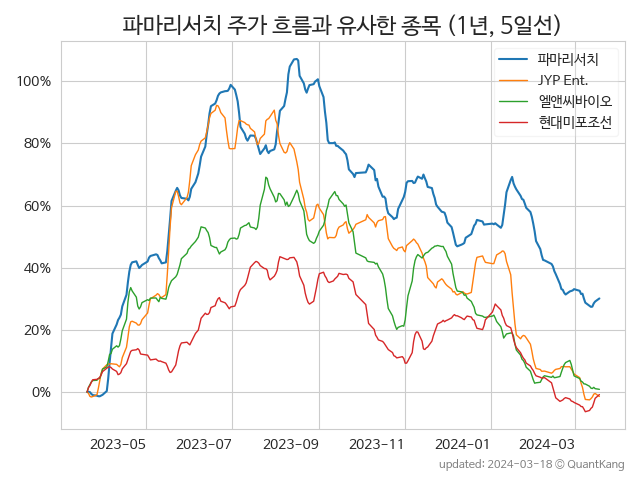 파마리서치 주가 흐름과 유사한 종목 (1년, 5일선)
파마리서치
JYP Ent.
엘앤씨바이오
현대미포조선
100%
80%
60%
40%
20%
0%
2023-05 2023-07 2023-09 2023-11 2024-01 2024-03
updated: 2024-03-18 © QuantKang